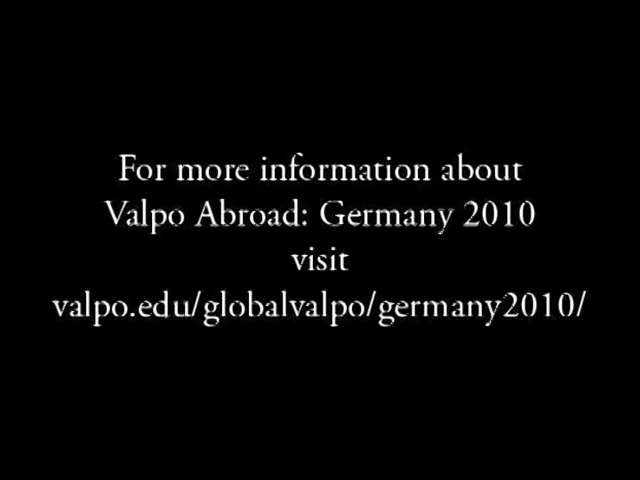 For more information about
Valpo Abroad: Germany 2010
visit
valpo.edu/globalvalpo/germany2010/